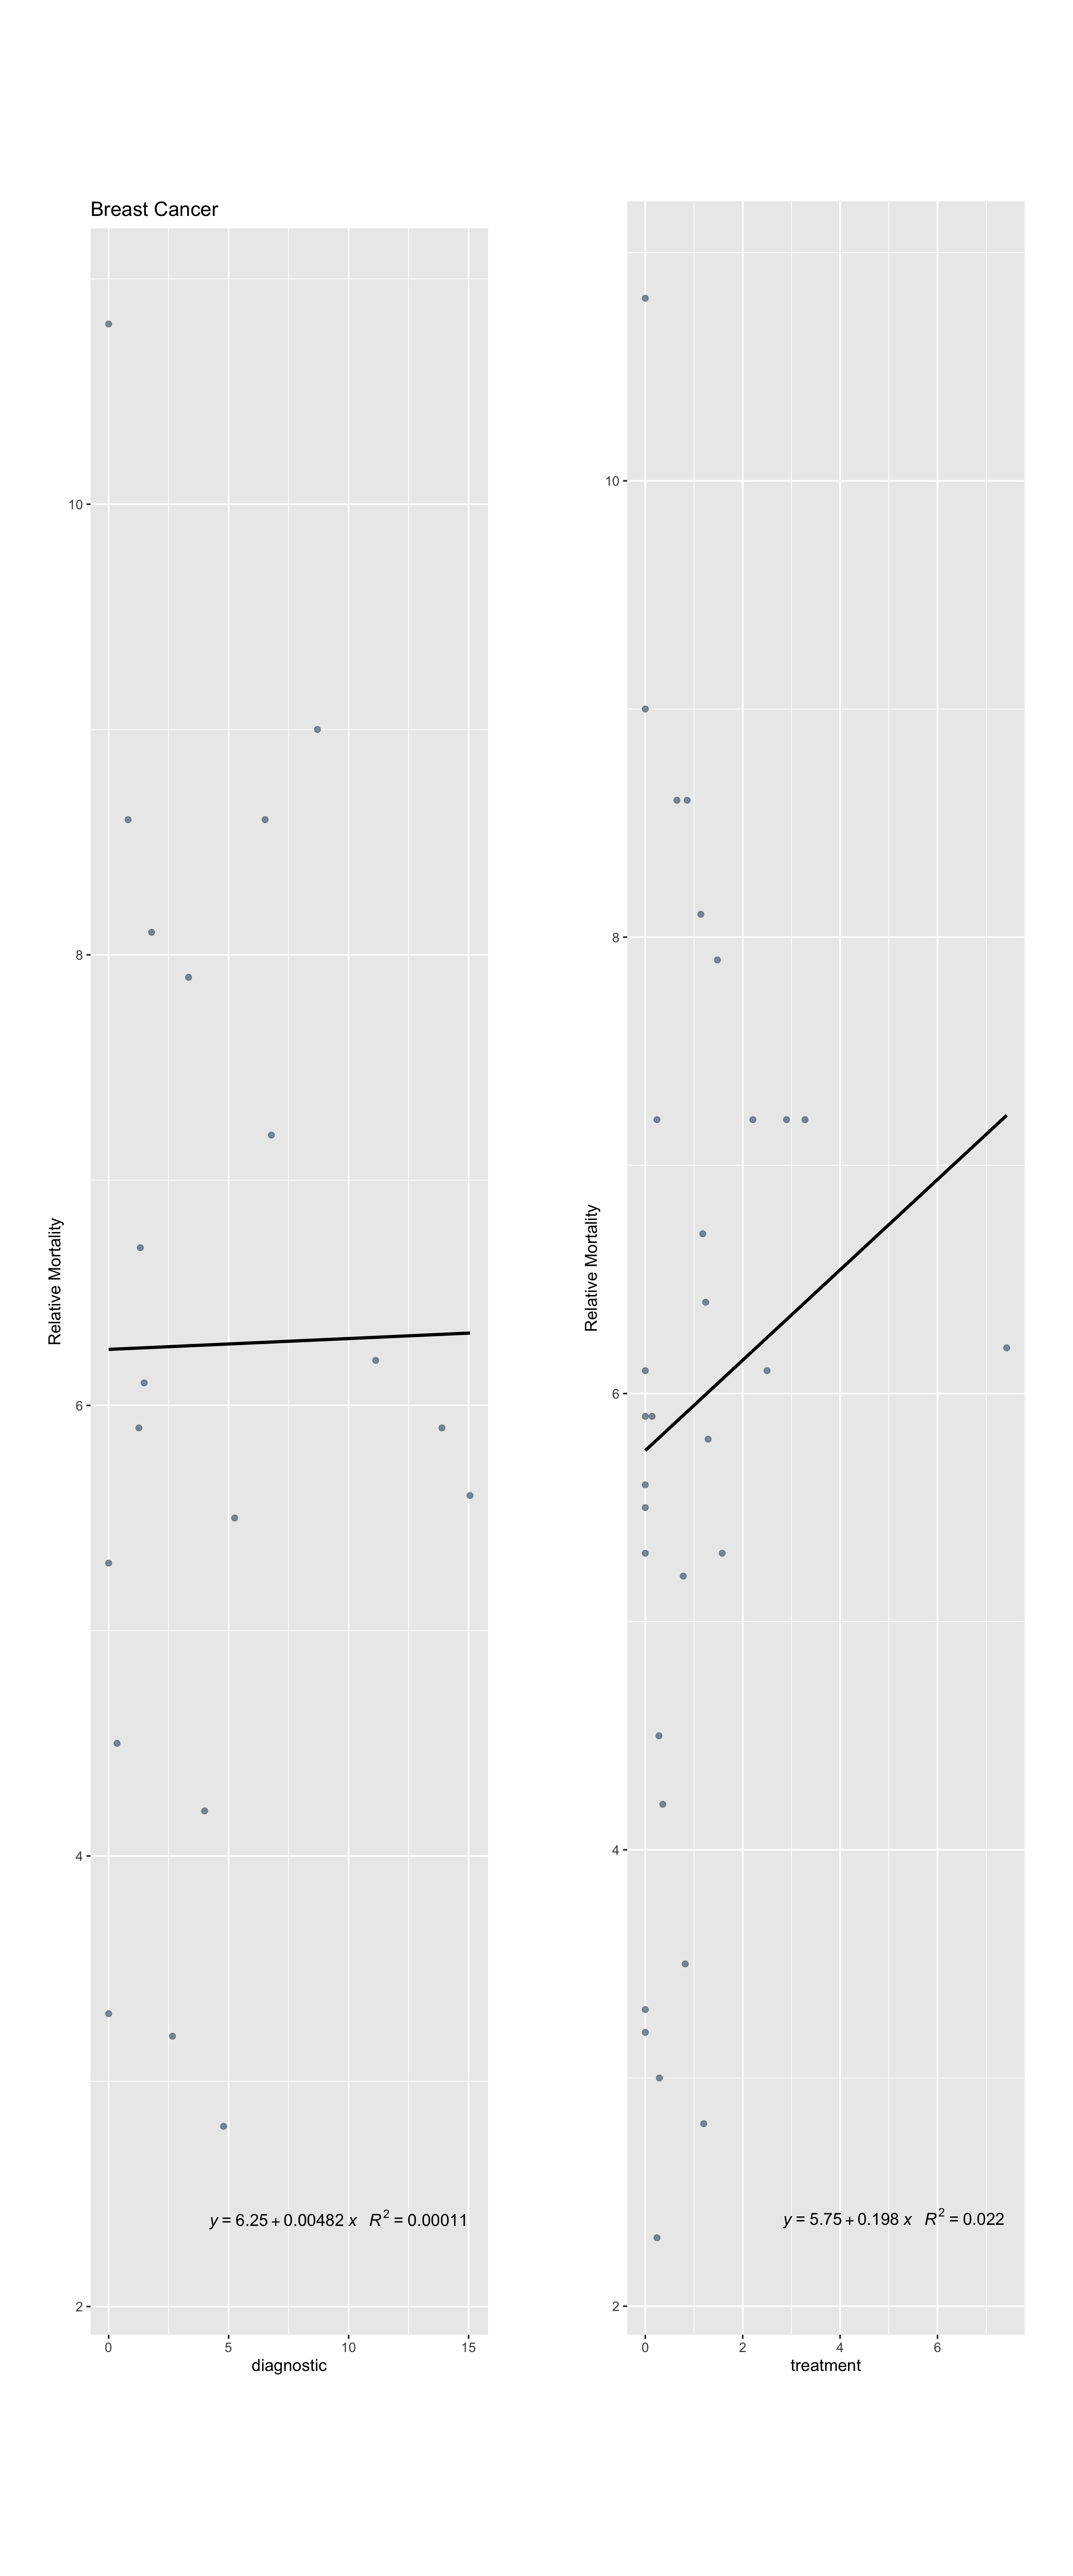 Breast Cancer
Relative Mortality
10
8
6
4
2
0 5 10 15
diagnostic
y = 6.25 + 0.00482 x R² = 0.00011
Relative Mortality
10
8
6
4
2
0 2 4 6
treatment
y = 5.75 + 0.198 x R² = 0.022